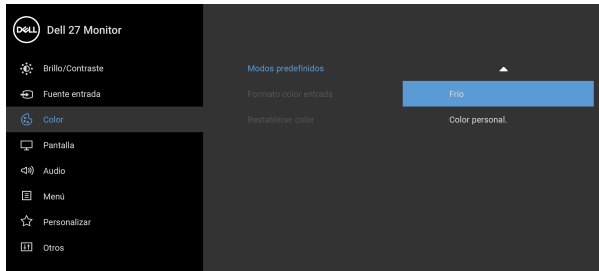 DELL Dell 27 Monitor
Brillo/Contraste
Fuente entrada
Color
Pantalla
Audio
Menú
Personalizar
Otros
Modos predefinidos
Formato color entrada
Restablecer color
Frío
Color personal.